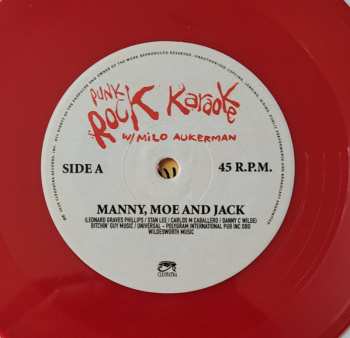 PUNK
ROCK Karaoke
W/ MiLO AUKERMAN
SIDE A
45 R.P.M.
MANNY, MOE AND JACK
(LEONARD GRAVES PHILLIPS / STAN LEE / CARLOS M CABALLERO / DANNY C WILDE)
BITCHIN' GUY MUSIC / UNIVERSAL - POLYGRAM INTERNATIONAL PUB INC OBO
WILDESWORTH MUSIC
CLEOPATRA